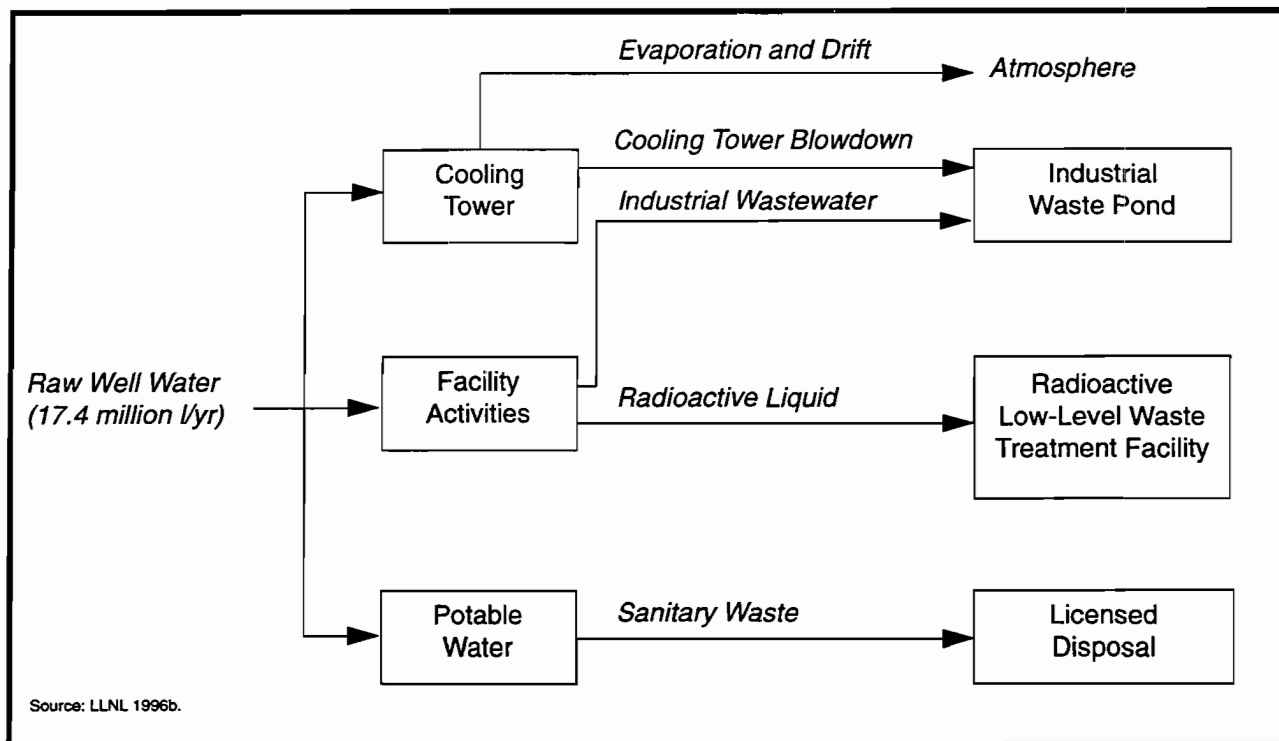 Evaporation and Drift
Atmosphere
Cooling Tower Blowdown
Cooling
Tower
Industrial
Waste Pond
Industrial Wastewater
Raw Well Water
(17.4 million l/yr)
Facility
Activities
Radioactive Liquid
Radioactive
Low-Level Waste
Treatment Facility
Potable
Water
Sanitary Waste
Licensed
Disposal
Source: LLNL 1996b.